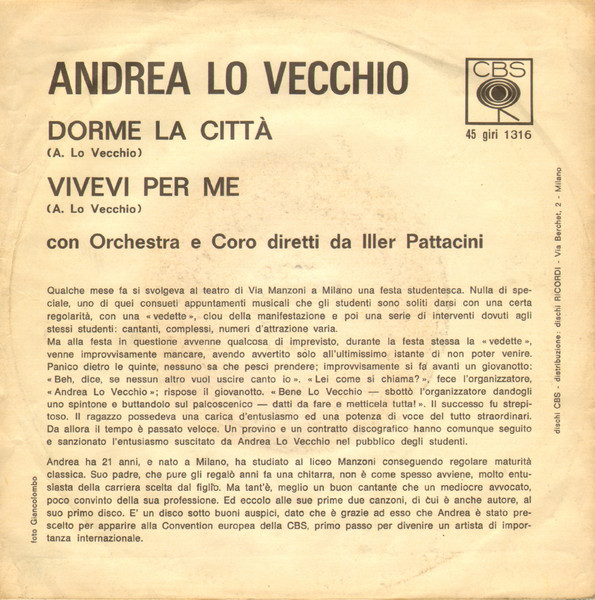 ANDREA LO VECCHIO
CBS
45 giri 1316
DORME LA CITTÀ
(A. Lo Vecchio)
VIVEVI PER ME
(A. Lo Vecchio)
con Orchestra e Coro diretti da Iller Pattacini
Qualche mese fa si svolgeva al teatro di Via Manzoni a Milano una festa studentesca. Nulla di spe-
ciale, uno di quei consueti appuntamenti musicali che gli studenti sono soliti darsi con una certa
regolarità, con una «vedette», clou della manifestazione e poi una serie di interventi dovuti agli
stessi studenti: cantanti, complessi, numeri d'attrazione varia.
Ma alla festa in questione avvenne qualcosa di imprevisto, durante la festa stessa la «vedette»,
venne improvvisamente mancare, avendo avvertito solo all'ultimissimo istante di non poter venire.
Panico dietro le quinte, nessuno sa che pesci prendere; improvvisamente si fa avanti un giovanotto:
«Beh, dice, se nessun altro vuol uscire canto io». «Lei come si chiama?», fece l'organizzatore,
«Andrea Lo Vecchio»; rispose il giovanotto. «Bene Lo Vecchio — sbottò l'organizzatore dandogli
uno spintone e buttandolo sul palcoscenico — datti da fare e metticela tutta!». Il successo fu strepi-
toso. Il ragazzo possedeva una carica d'entusiasmo ed una potenza di voce del tutto straordinari.
Da allora il tempo è passato veloce. Un provino e un contratto discografico hanno comunque seguito
e sanzionato l'entusiasmo suscitato da Andrea Lo Vecchio nel pubblico degli studenti.
Andrea ha 21 anni, e nato a Milano, ha studiato al liceo Manzoni conseguendo regolare maturità
classica. Suo padre, che pure gli regalò anni fa una chitarra, non è come spesso avviene, molto entu-
siasta della carriera scelta dal figlio. Ma tant'è, meglio un buon cantante che un mediocre avvocato,
poco convinto della sua professione. Ed eccolo alle sue prime due canzoni, di cui è anche autore, al
suo primo disco. E' un disco sotto buoni auspici, dato che è grazie ad esso che Andrea è stato pre-
scelto per apparire alla Convention europea della CBS, primo passo per divenire un artista di impor-
tanza internazionale.
foto Giancolombo
dischi CBS - distribuzione: dischi RICORDI - Via Berchet, 2 - Milano